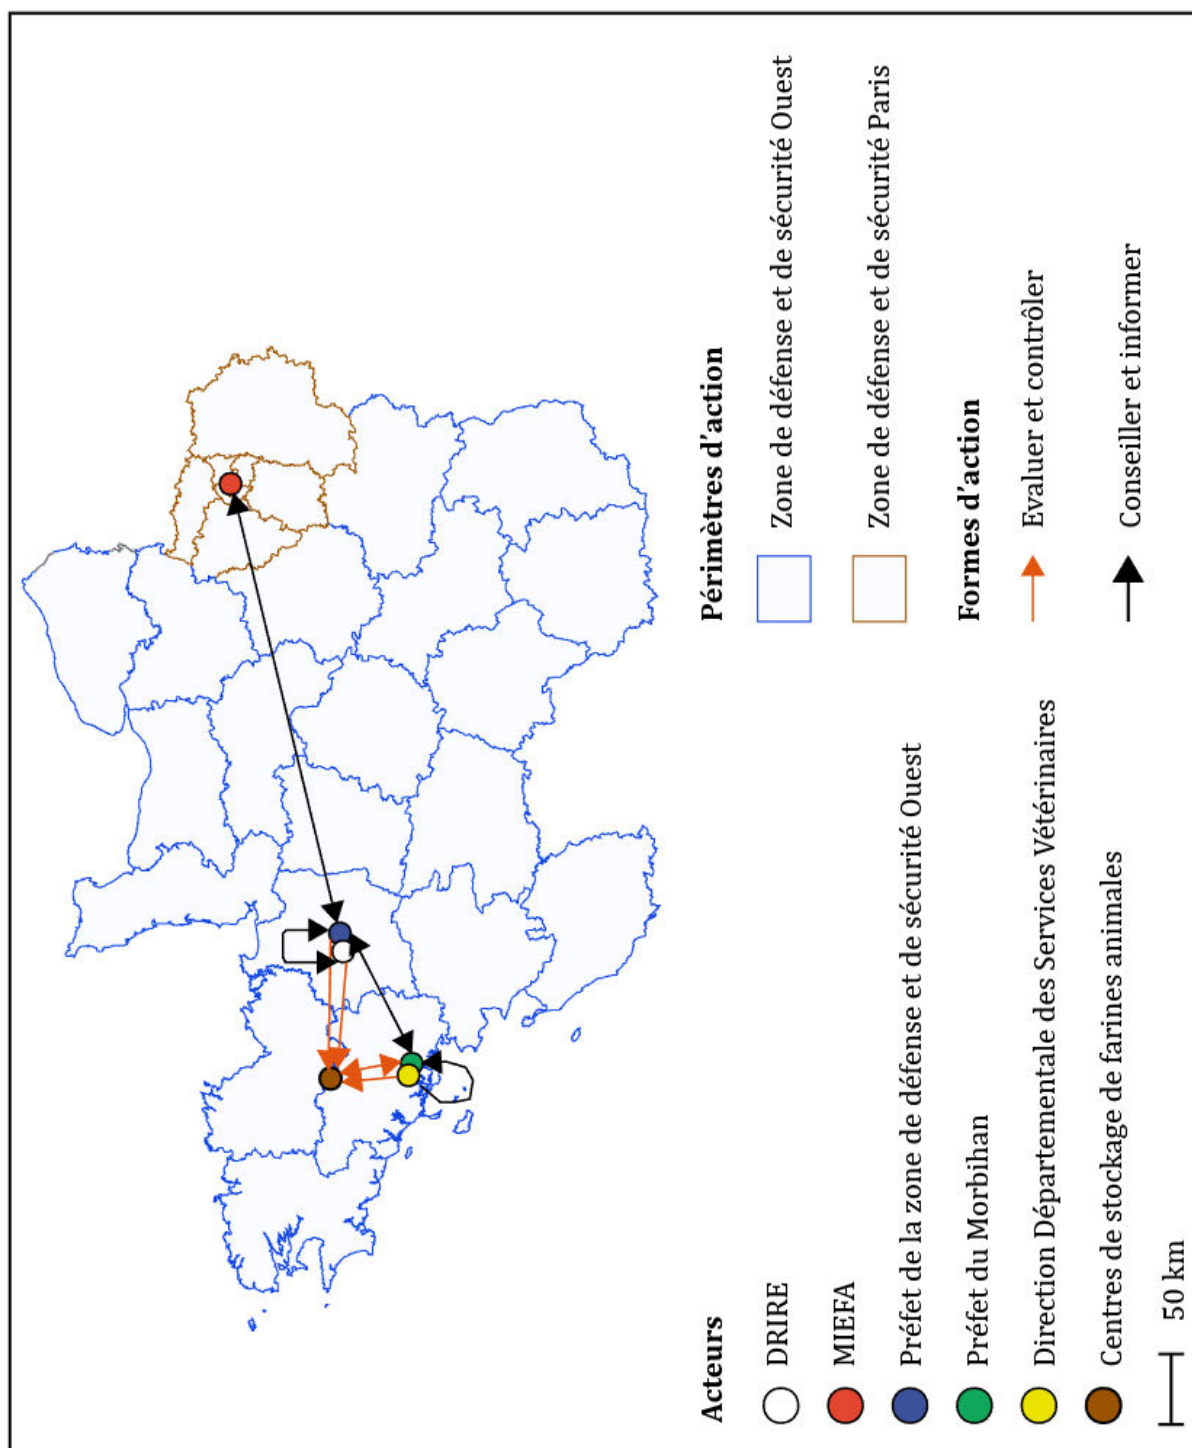 Acteurs
DRIRE
MIEFA
Préfet de la zone de défense et de sécurité Ouest
Préfet du Morbihan
Direction Départementale des Services Vétérinaires
Centres de stockage de farines animales
50 km
Périmètres d'action
Zone de défense et de sécurité Ouest
Zone de défense et de sécurité Paris
Formes d'action
Evaluer et contrôler
Conseiller et informer